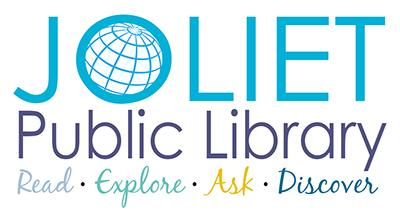 JOLIET
Public Library
Read · Explore · Ask · Discover